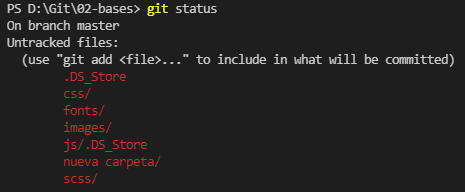 PS D:\Git\02-bases> git status
On branch master
Untracked files:
(use "git add <file>..." to include in what will be committed)
.DS_Store
css/
fonts/
images/
js/.DS_Store
nueva carpeta/
scss/